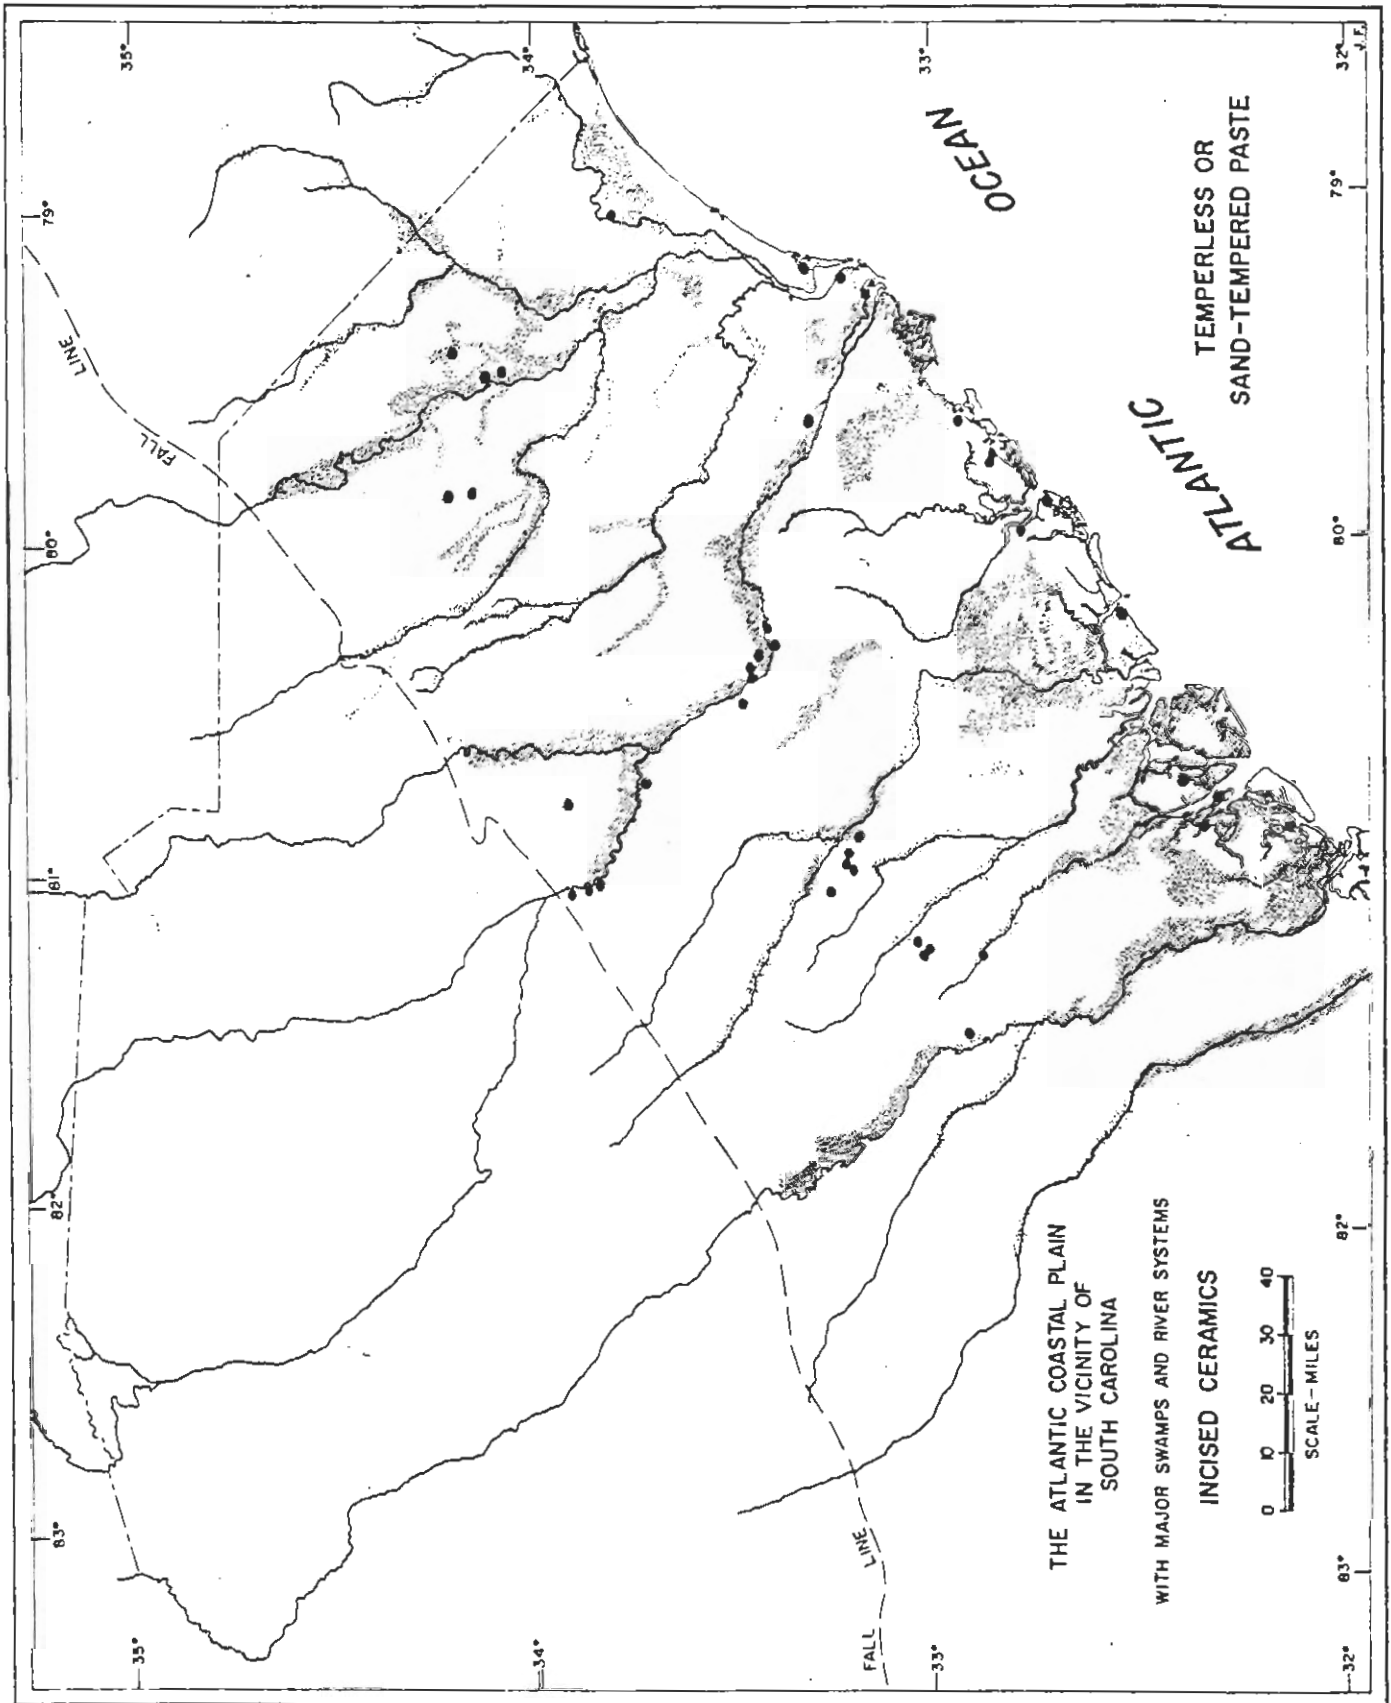 THE ATLANTIC COASTAL PLAIN
IN THE VICINITY OF
SOUTH CAROLINA
WITH MAJOR SWAMPS AND RIVER SYSTEMS
INCISED CERAMICS
0 10 20 30 40
SCALE-MILES
TEMPERLESS OR
SAND-TEMPERED PASTE
ATLANTIC
OCEAN
FALL
LINE
FALL
LINE
83°
82°
81°
80°
79°
35°
34°
33°
32°
35°
34°
33°
32°
83°
82°
80°
79°
J.F.